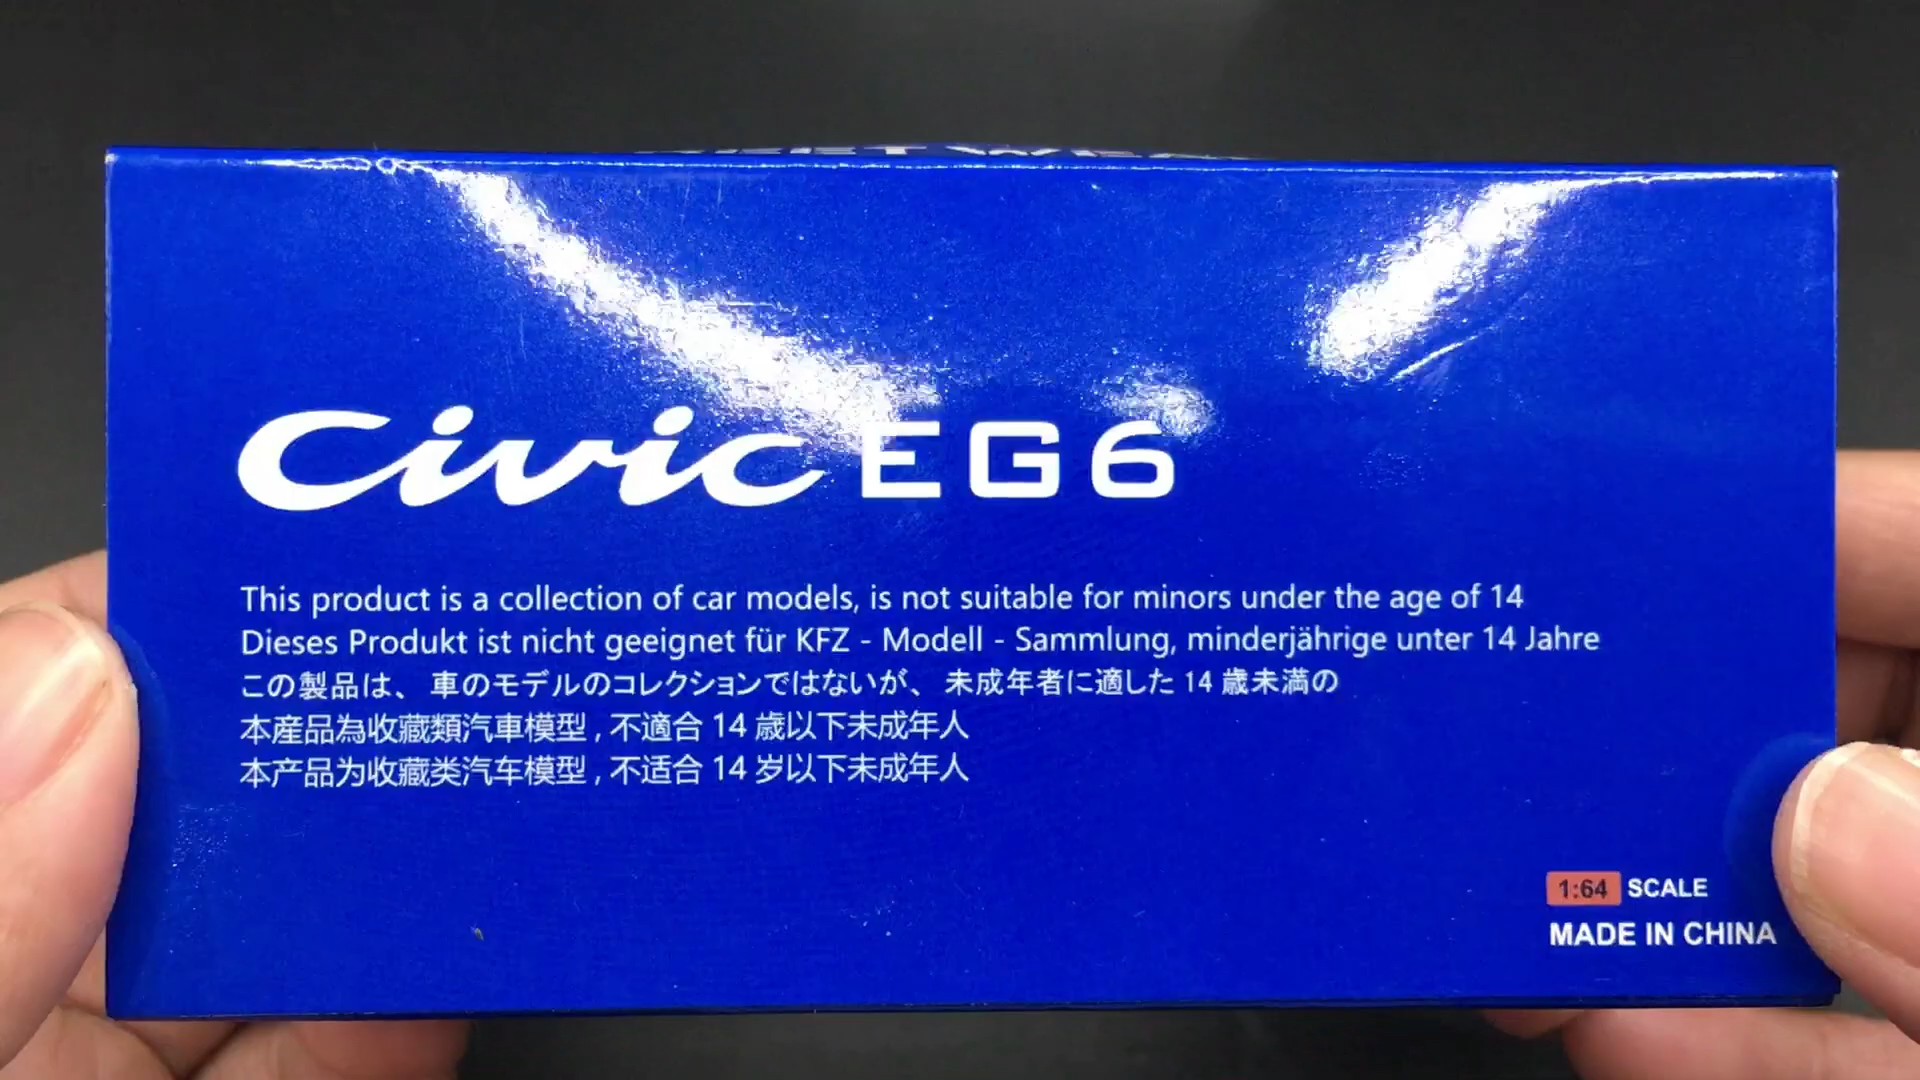 Civic EG6
This product is a collection of car models, is not suitable for minors under the age of 14
Dieses Produkt ist nicht geeignet für KFZ - Modell - Sammlung, minderjährige unter 14 Jahre
この製品は、車のモデルのコレクションではないが、未成年者に適した 14 歳未満の
本産品為收藏類汽車模型 , 不適合 14 歲以下未成年人
本产品为收藏类汽车模型 , 不适合 14 岁以下未成年人
1:64 SCALE
MADE IN CHINA